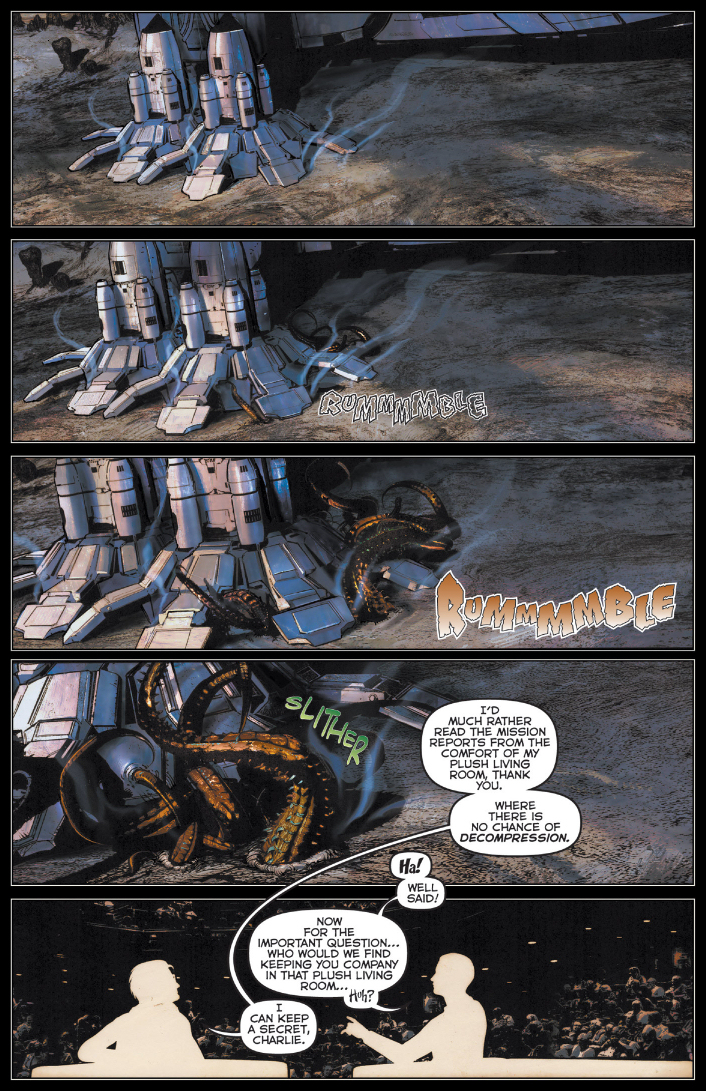 RUMMMMBLE
RUMMMMBLE
SLITHER
I'D
MUCH RATHER
READ THE MISSION
REPORTS FROM THE
COMFORT OF MY
PLUSH LIVING
ROOM, THANK
YOU.
WHERE
THERE IS
NO CHANCE OF
DECOMPRESSION.
Ha!
WELL
SAID!
NOW
FOR THE
IMPORTANT QUESTION...
WHO WOULD WE FIND
KEEPING YOU COMPANY
IN THAT PLUSH LIVING
ROOM...
Huh?
I
CAN KEEP
A SECRET,
CHARLIE.